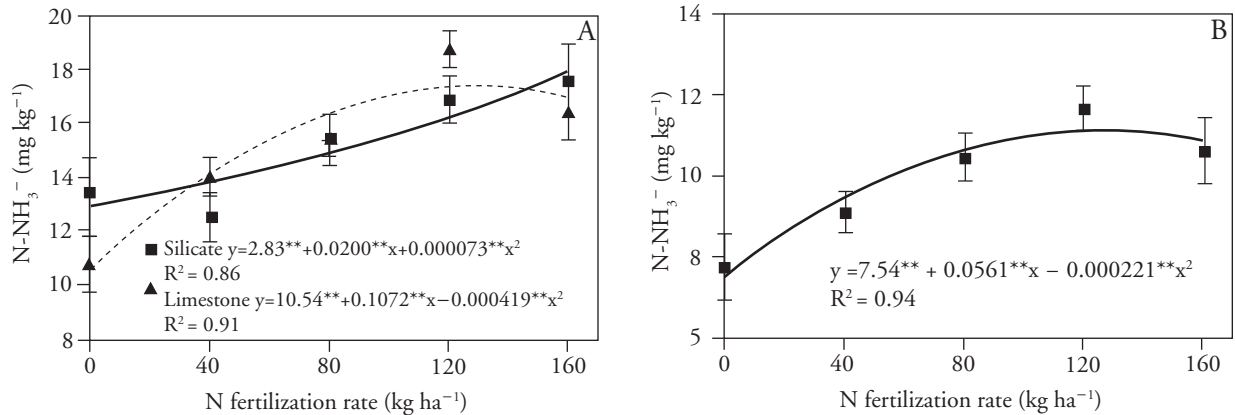 20
18
16
14
12
10
8
N-NH₃⁻ (mg kg⁻¹)
A
■ Silicate y=2.83**+0.0200**x+0.000073**x²
R² = 0.86
▲ Limestone y=10.54**+0.1072**x−0.000419**x²
R² = 0.91
0 40 80 120 160
N fertilization rate (kg ha⁻¹)
14
12
10
8
7
5
N-NH₃⁻ (mg kg⁻¹)
B
y =7.54** + 0.0561**x − 0.000221**x²
R² = 0.94
0 40 80 120 160
N fertilization rate (kg ha⁻¹)